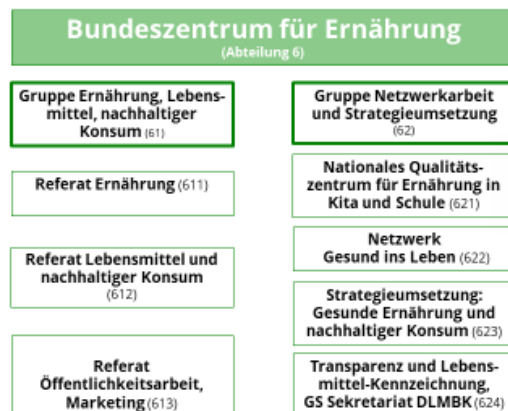 Bundeszentrum für Ernährung
(Abteilung 6)
Gruppe Ernährung, Lebens-
mittel, nachhaltiger
Konsum (61)
Referat Ernährung (611)
Referat Lebensmittel und
nachhaltiger Konsum
(612)
Referat
Öffentlichkeitsarbeit,
Marketing (613)
Gruppe Netzwerkarbeit
und Strategieumsetzung
(62)
Nationales Qualitäts-
zentrum für Ernährung in
Kita und Schule (621)
Netzwerk
Gesund ins Leben (622)
Strategieumsetzung:
Gesunde Ernährung und
nachhaltiger Konsum (623)
Transparenz und Lebens-
mittel-Kennzeichnung,
GS Sekretariat DLMBK (624)